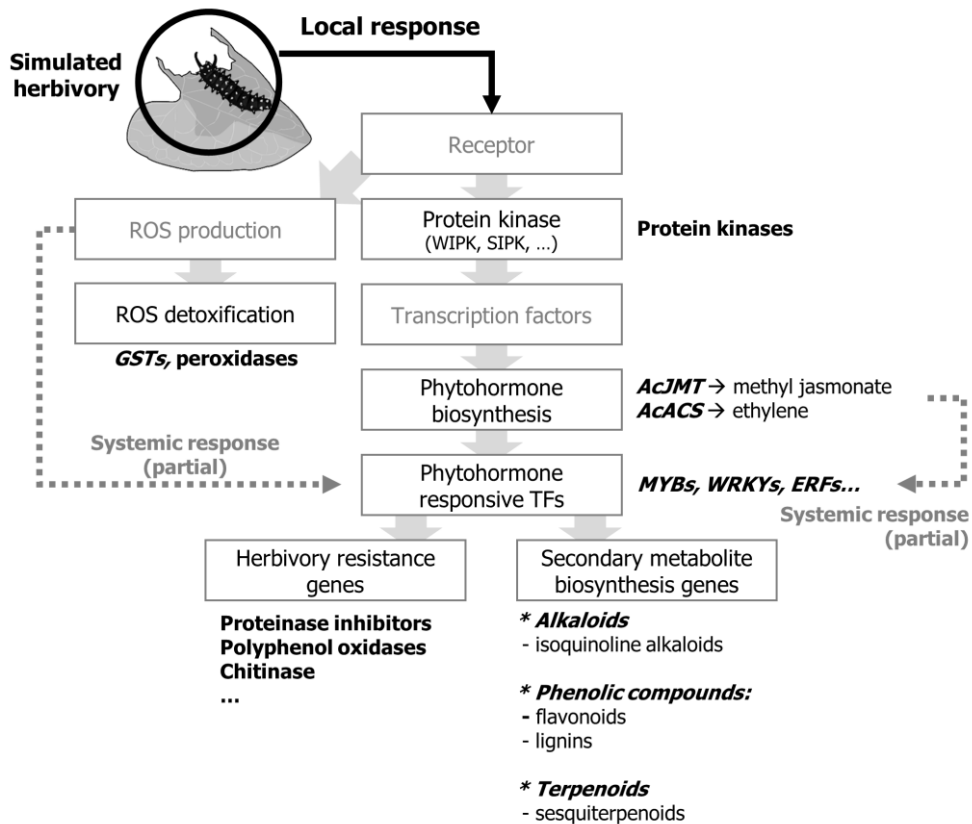 Local response
Simulated
herbivory
Receptor
ROS production
Protein kinase
(WIPK, SIPK, ...)
Protein kinases
ROS detoxification
Transcription factors
GSTs, peroxidases
Phytohormone
biosynthesis
AcJMT → methyl jasmonate
AcACS → ethylene
Systemic response
(partial)
Phytohormone
responsive TFs
MYBs, WRKYs, ERFs...
Systemic response
(partial)
Herbivory resistance
genes
Secondary metabolite
biosynthesis genes
Proteinase inhibitors
Polyphenol oxidases
Chitinase
...
* Alkaloids
- isoquinoline alkaloids
* Phenolic compounds:
- flavonoids
- lignins
* Terpenoids
- sesquiterpenoids